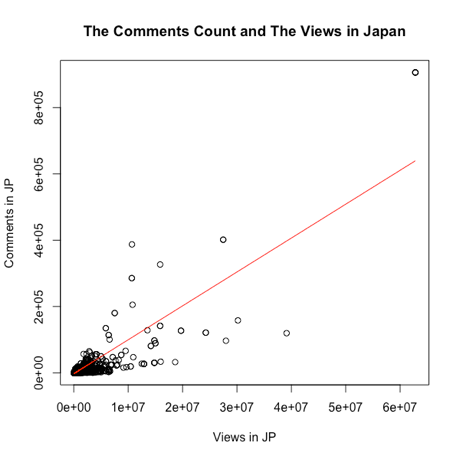 The Comments Count and The Views in Japan
Comments in JP
8e+05
6e+05
4e+05
2e+05
0e+00
0e+00 1e+07 2e+07 3e+07 4e+07 5e+07 6e+07
Views in JP